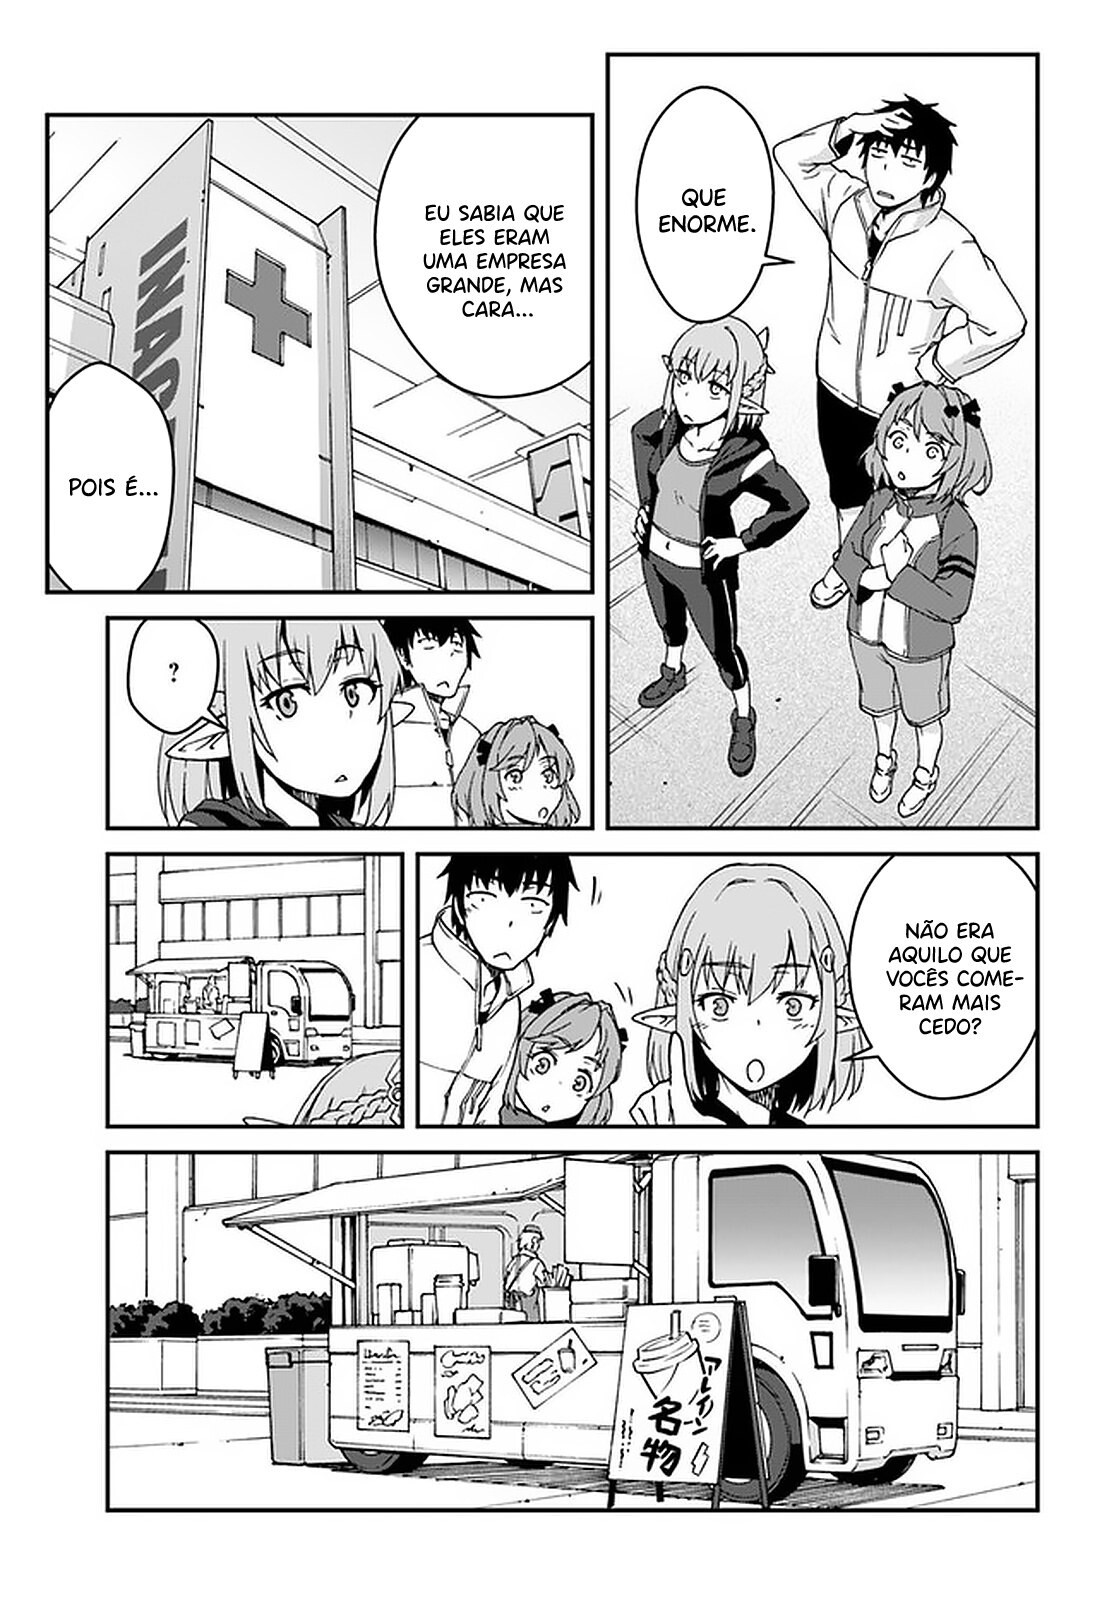 QUE
ENORME.
EU SABIA QUE
ELES ERAM
UMA EMPRESA
GRANDE, MAS
CARA...
POIS É...
?
NÃO ERA
AQUILO QUE
VOCÊS COME-
RAM MAIS
CEDO?
名物